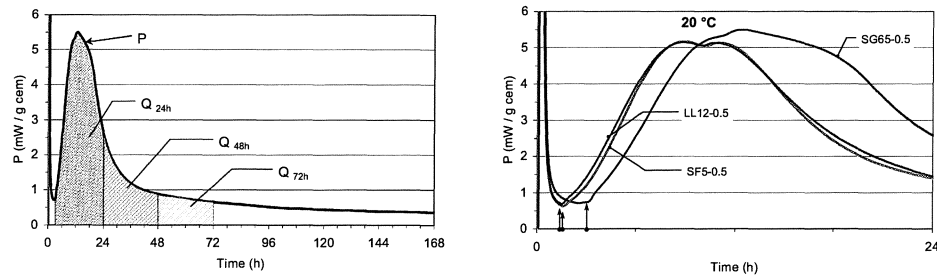 6
5
4
3
2
1
0
P (mW / g cem)
P
Q 24h
Q 48h
Q 72h
0 24 48 72 96 120 144 168
Time (h)
20 °C
6
5
4
3
2
1
0
P (mW / g cem)
SG65-0.5
LL12-0.5
SF5-0.5
0 24
Time (h)